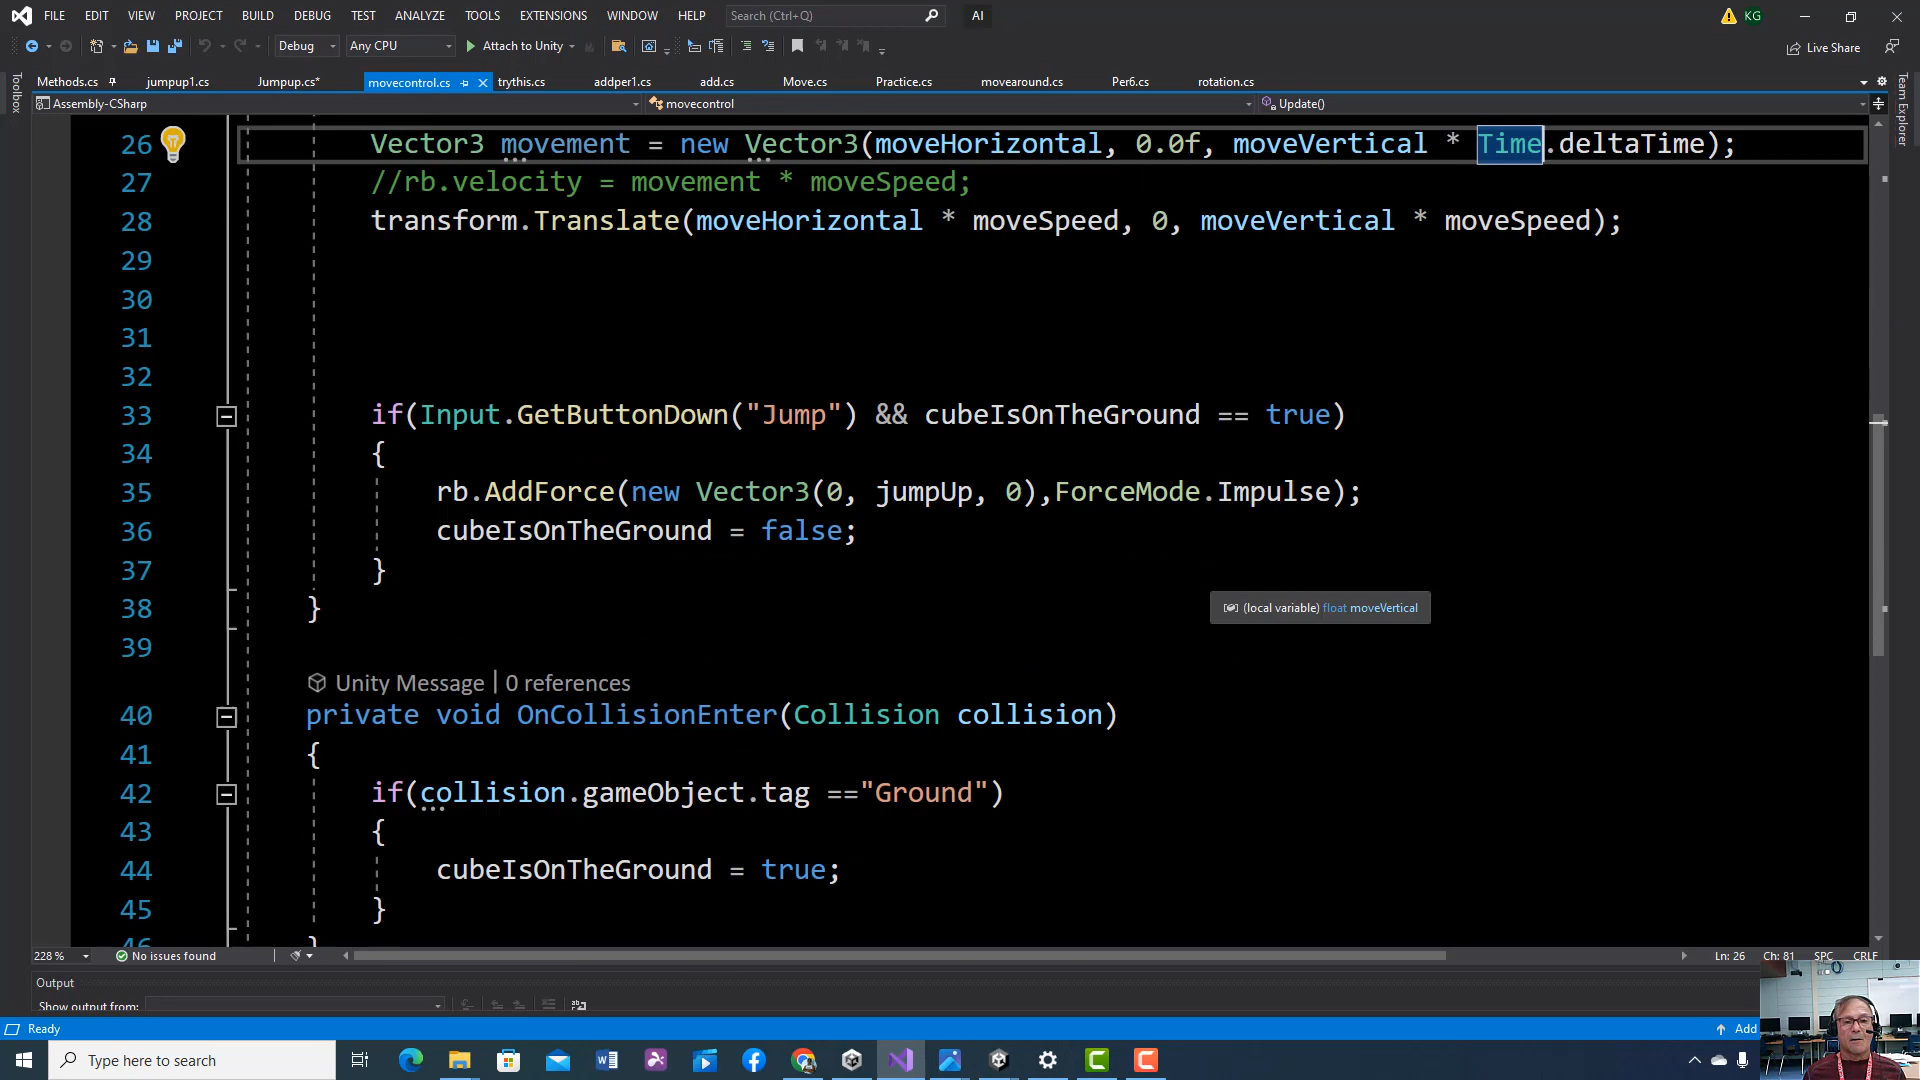 FILE EDIT VIEW PROJECT BUILD DEBUG TEST ANALYZE TOOLS EXTENSIONS WINDOW HELP Search (Ctrl+Q) AI KG
Debug Any CPU Attach to Unity Live Share
Methods.cs jumpup1.cs Jumpup.cs* movecontrol.cs trythis.cs addper1.cs add.cs Move.cs Practice.cs movearound.cs Per6.cs rotation.cs
Toolbox
Team Explorer
Assembly-CSharp movecontrol Update()
26 Vector3 movement = new Vector3(moveHorizontal, 0.0f, moveVertical * Time.deltaTime);
27 //rb.velocity = movement * moveSpeed;
28 transform.Translate(moveHorizontal * moveSpeed, 0, moveVertical * moveSpeed);
29
30
31
32
33 if(Input.GetButtonDown("Jump") && cubeIsOnTheGround == true)
34 {
35 rb.AddForce(new Vector3(0, jumpUp, 0),ForceMode.Impulse);
36 cubeIsOnTheGround = false;
37 }
38 }
(local variable) float moveVertical
39
Unity Message | 0 references
40 private void OnCollisionEnter(Collision collision)
41 {
42 if(collision.gameObject.tag =="Ground")
43 {
44 cubeIsOnTheGround = true;
45 }
46 }
228 % No issues found Ln: 26 Ch: 81 SPC CRLF
Output
Show output from:
Ready Add
Type here to search